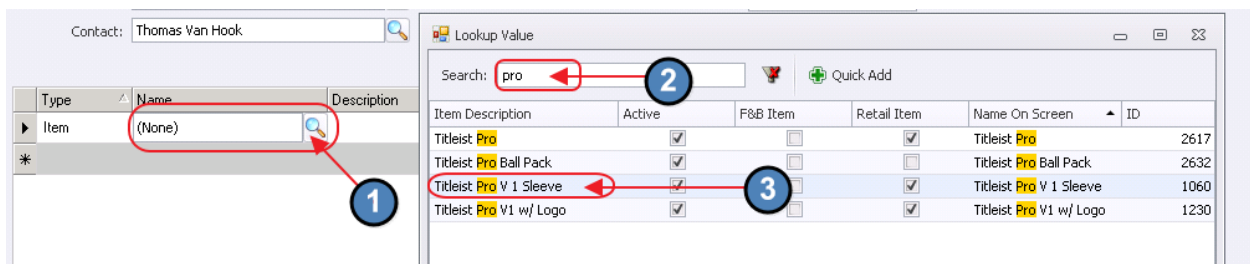 Contact: Thomas Van Hook
Type Name Description
Item (None)
1
Lookup Value
Search: pro Quick Add
2
Item Description Active F&B Item Retail Item Name On Screen ID
Titleist Pro Titleist Pro 2617
Titleist Pro Ball Pack Titleist Pro Ball Pack 2632
Titleist Pro V 1 Sleeve Titleist Pro V 1 Sleeve 1060
3
Titleist Pro V1 w/ Logo Titleist Pro V1 w/ Logo 1230